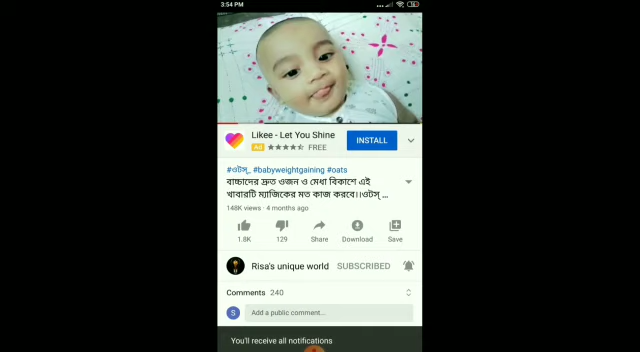 3:54 PM
Likee - Let You Shine
INSTALL
Ad ★★★★⯪ FREE
#ওটস্_ #babyweightgaining #oats
বাচ্চাদের দ্রুত ওজন ও মেধা বিকাশে এই
খাবারটি ম্যাজিকের মত কাজ করবে।।ওটস্ ...
148K views · 4 months ago
1.8K
129
Share
Download
Save
Risa's unique world
SUBSCRIBED
Comments 240
S
Add a public comment...
You'll receive all notifications